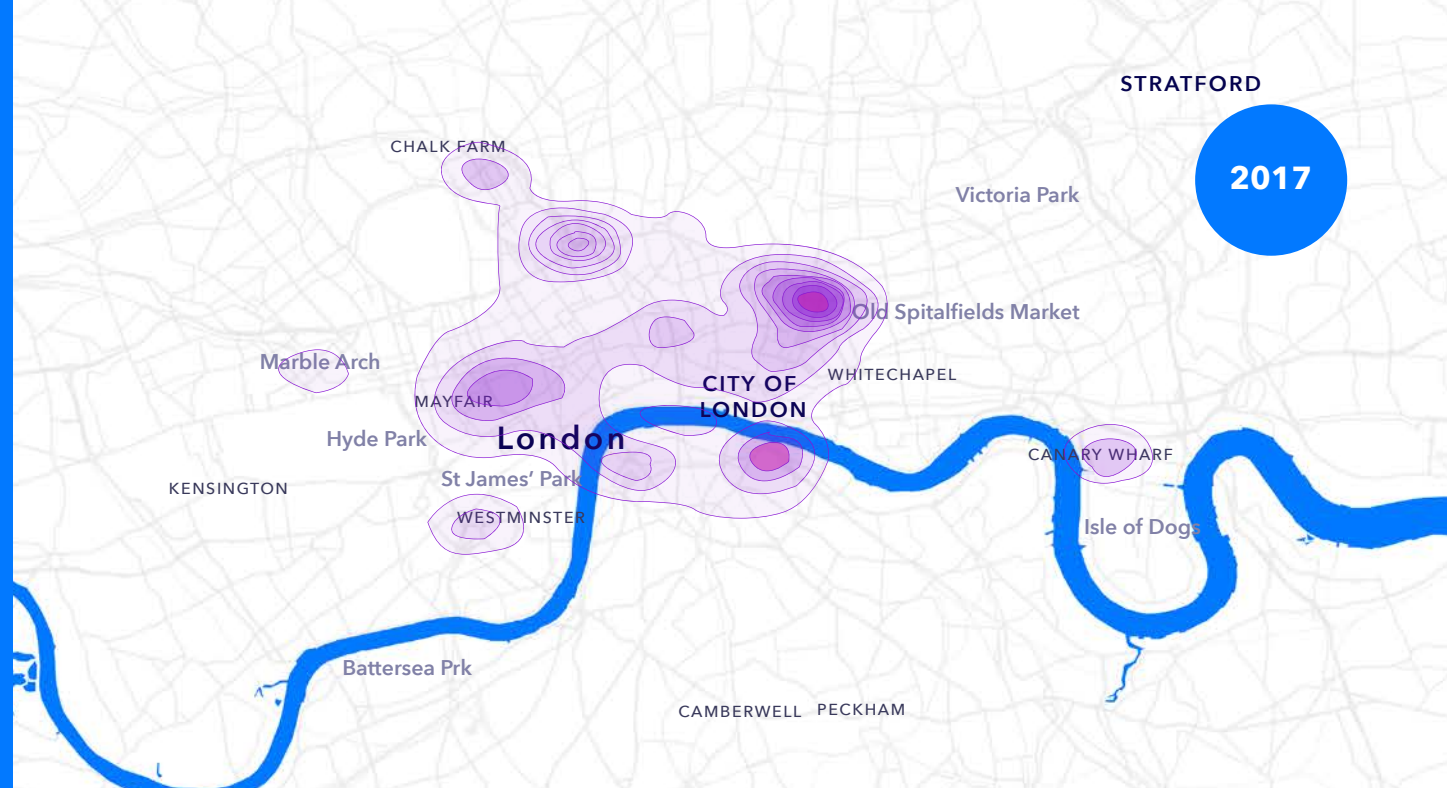 STRATFORD
2017
CHALK FARM
Victoria Park
Old Spitalfields Market
Marble Arch
WHITECHAPEL
CITY OF
LONDON
MAYFAIR
Hyde Park
London
CANARY WHARF
St James’ Park
KENSINGTON
WESTMINSTER
Isle of Dogs
Battersea Prk
CAMBERWELL
PECKHAM